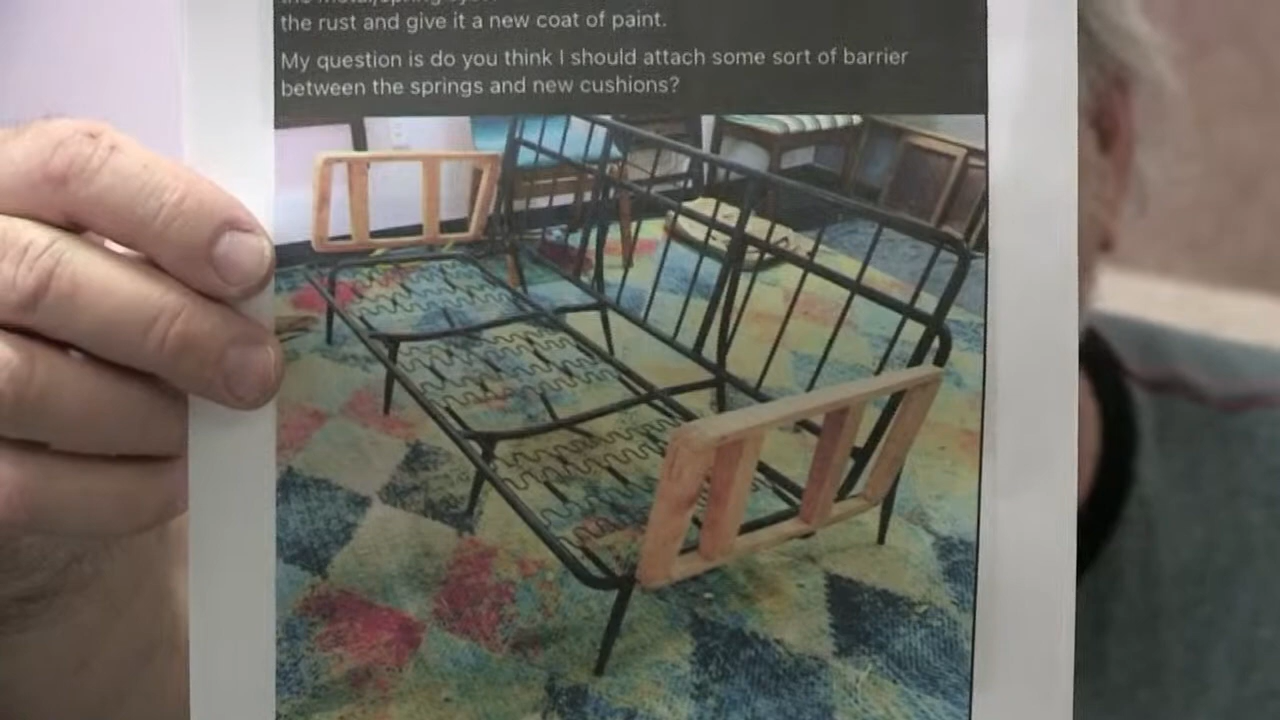 the rust and give it a new coat of paint.
My question is do you think I should attach some sort of barrier
between the springs and new cushions?